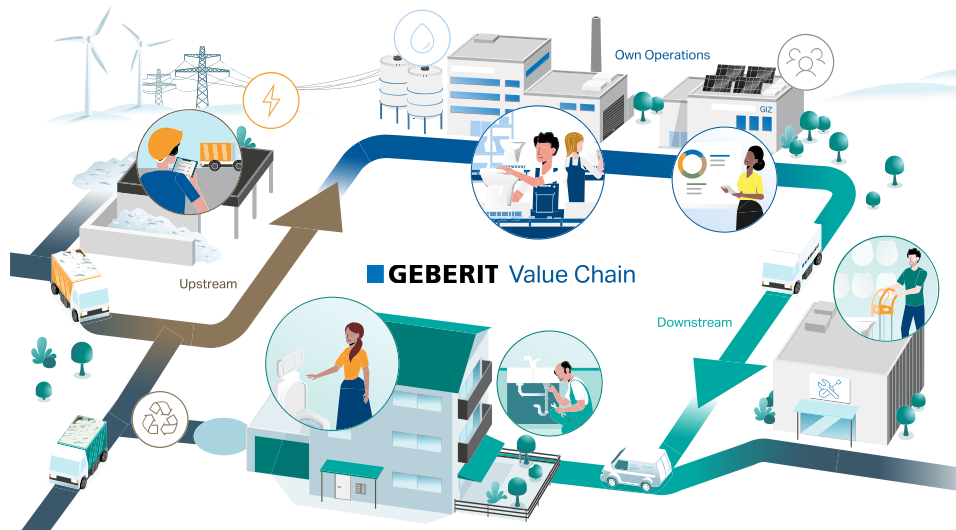 Own Operations
GIZ
GEBERIT Value Chain
Upstream
Downstream